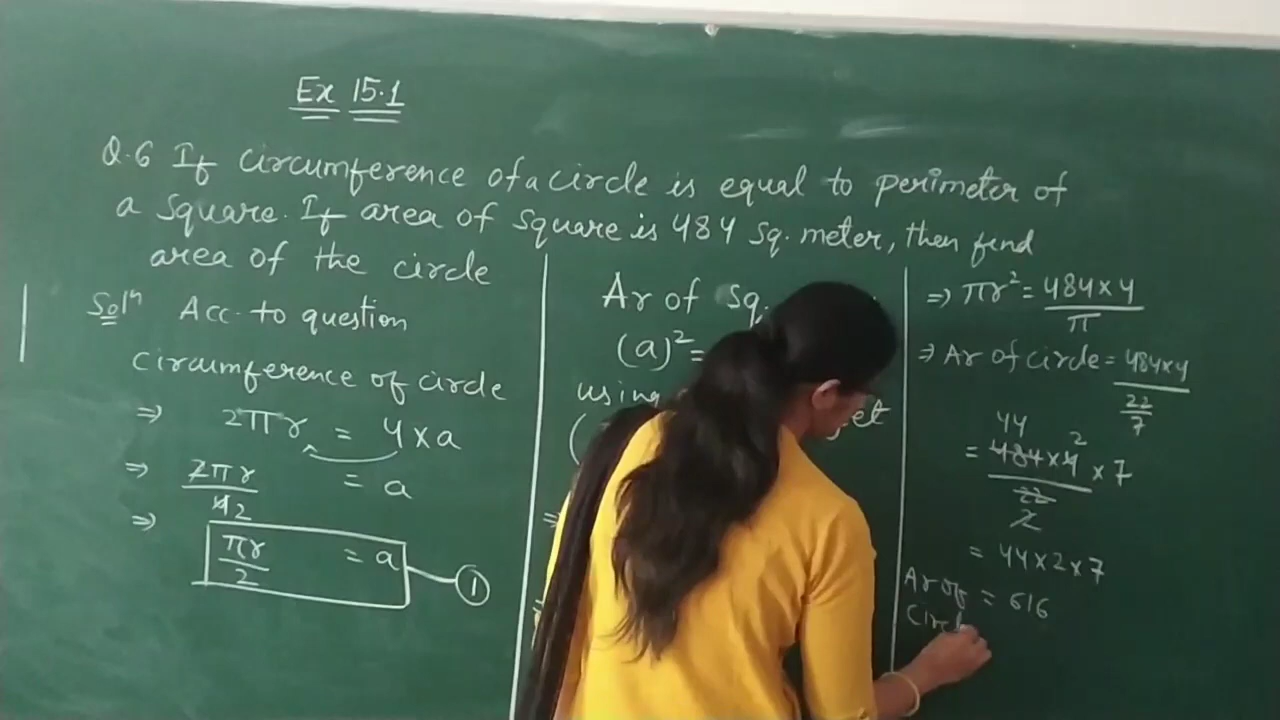 Ex 15.1
Q.6 If circumference of a circle is equal to perimeter of
a square. If area of square is 484 sq. meter, then find
area of the circle
Solⁿ Acc. to question
Circumference of circle
⇒ 2πr = 4×a
⇒ 2πr/42 = a
⇒ πr/2 = a —①
Ar of sq.
(a)² =
using
⇒ πr² = 484×4/π
⇒ Ar of circle = 484×4/(22/7)
44 2
= 484×4/22 × 7
2
= 44×2×7
Ar of = 616